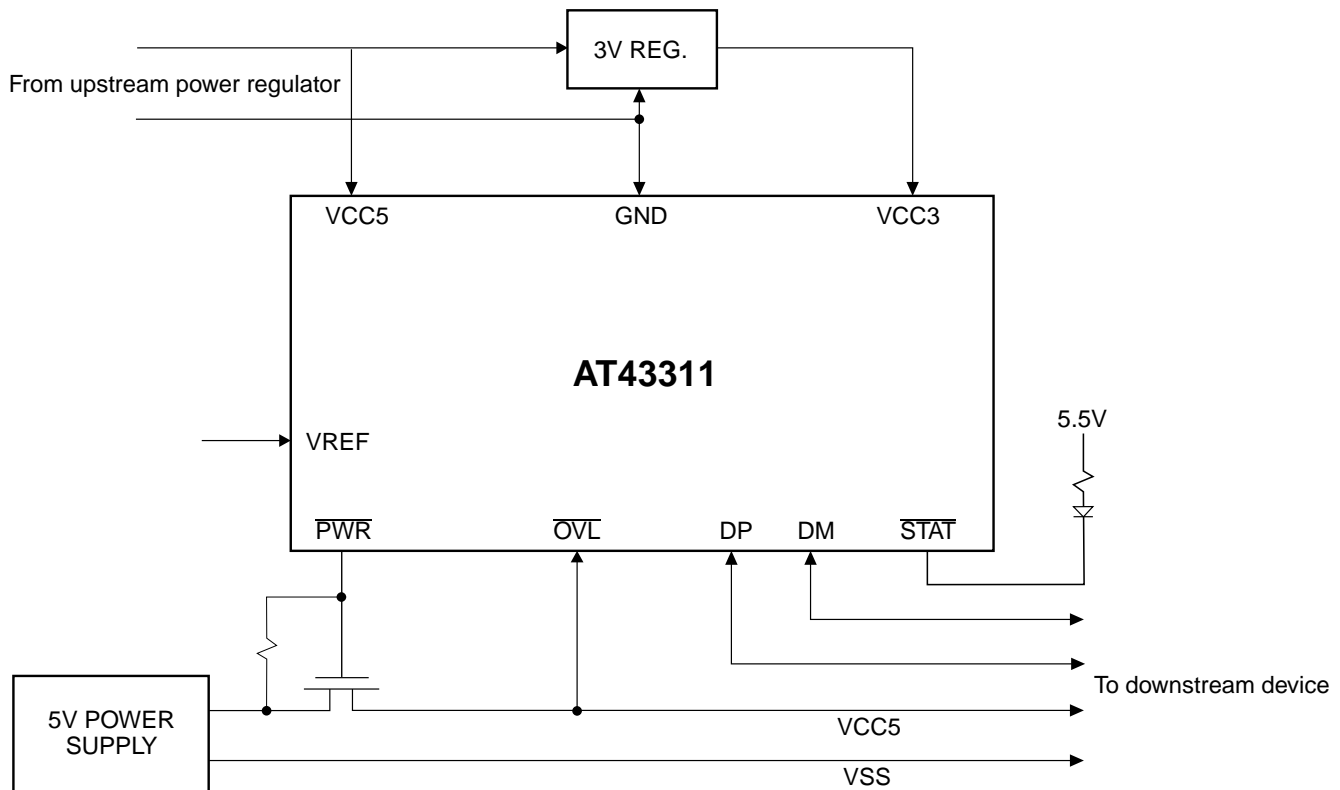 3V REG.
From upstream power regulator
VCC5 GND VCC3
AT43311
5.5V
VREF
PWR OVL DP DM STAT
To downstream device
5V POWER
SUPPLY
VCC5
VSS